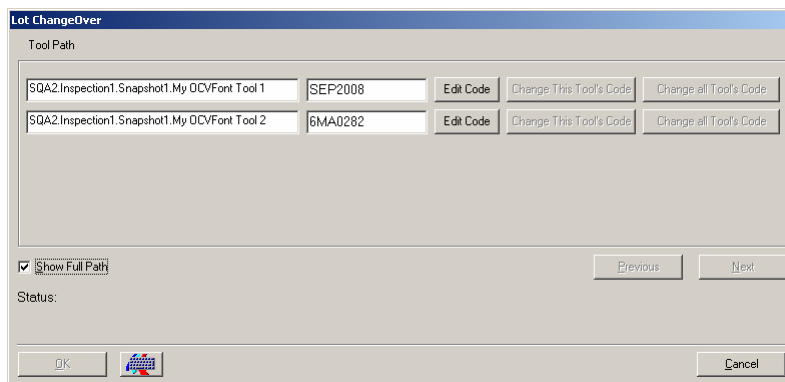 Lot ChangeOver
Tool Path
SQA2.Inspection1.Snapshot1.My OCVFont Tool 1 SEP2008 Edit Code Change This Tool's Code Change all Tool's Code
SQA2.Inspection1.Snapshot1.My OCVFont Tool 2 6MA0282 Edit Code Change This Tool's Code Change all Tool's Code
Show Full Path Previous Next
Status:
OK Cancel